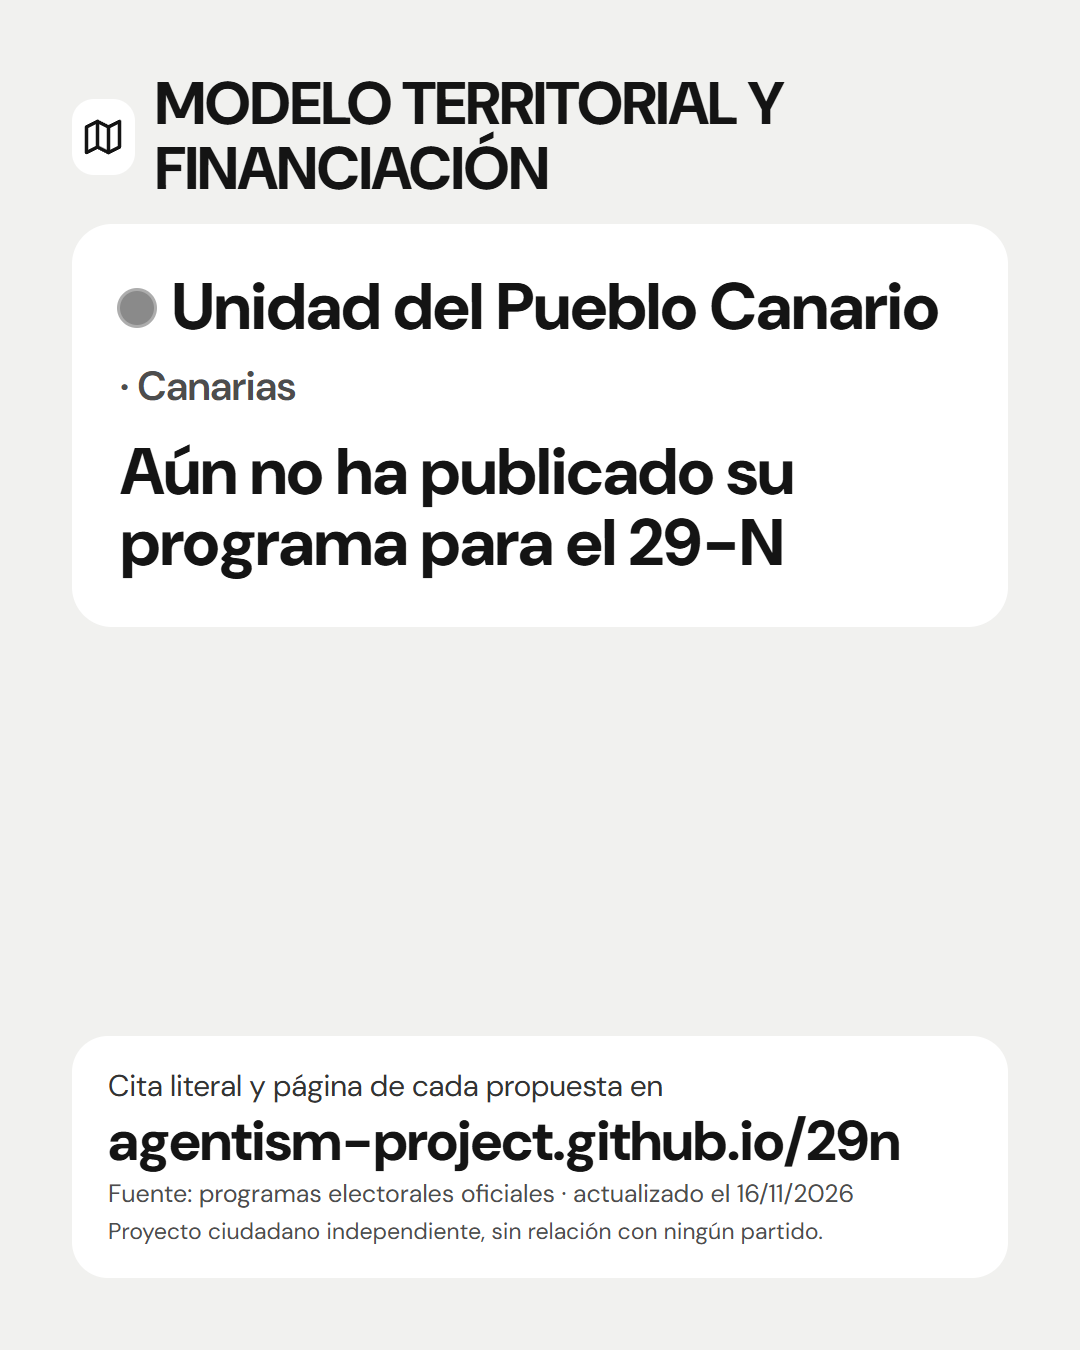 MODELO TERRITORIAL Y
FINANCIACIÓN
Unidad del Pueblo Canario
· Canarias
Aún no ha publicado su
programa para el 29-N
Cita literal y página de cada propuesta en
agentism-project.github.io/29n
Fuente: programas electorales oficiales · actualizado el 16/11/2026
Proyecto ciudadano independiente, sin relación con ningún partido.